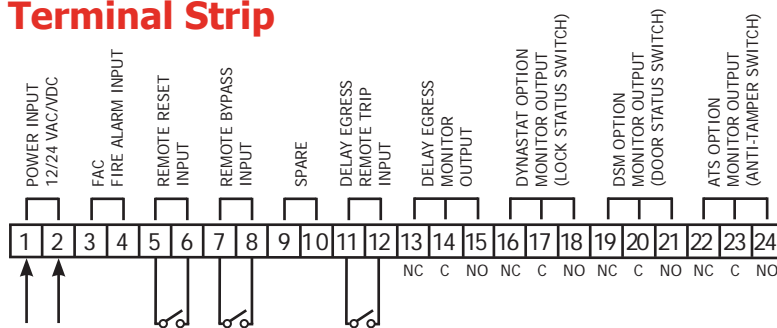 Terminal Strip
POWER INPUT
12/24 VAC/VDC
FAC
FIRE ALARM INPUT
REMOTE RESET
INPUT
REMOTE BYPASS
INPUT
SPARE
DELAY EGRESS
REMOTE TRIP
INPUT
DELAY EGRESS
MONITOR
OUTPUT
DYNASTAT OPTION
MONITOR OUTPUT
(LOCK STATUS SWITCH)
DSM OPTION
MONITOR OUTPUT
(DOOR STATUS SWITCH)
ATS OPTION
MONITOR OUTPUT
(ANTI-TAMPER SWITCH)
1 2 3 4 5 6 7 8 9 10 11 12 13 14 15 16 17 18 19 20 21 22 23 24
NC C NO NC C NO NC C NO NC C NO